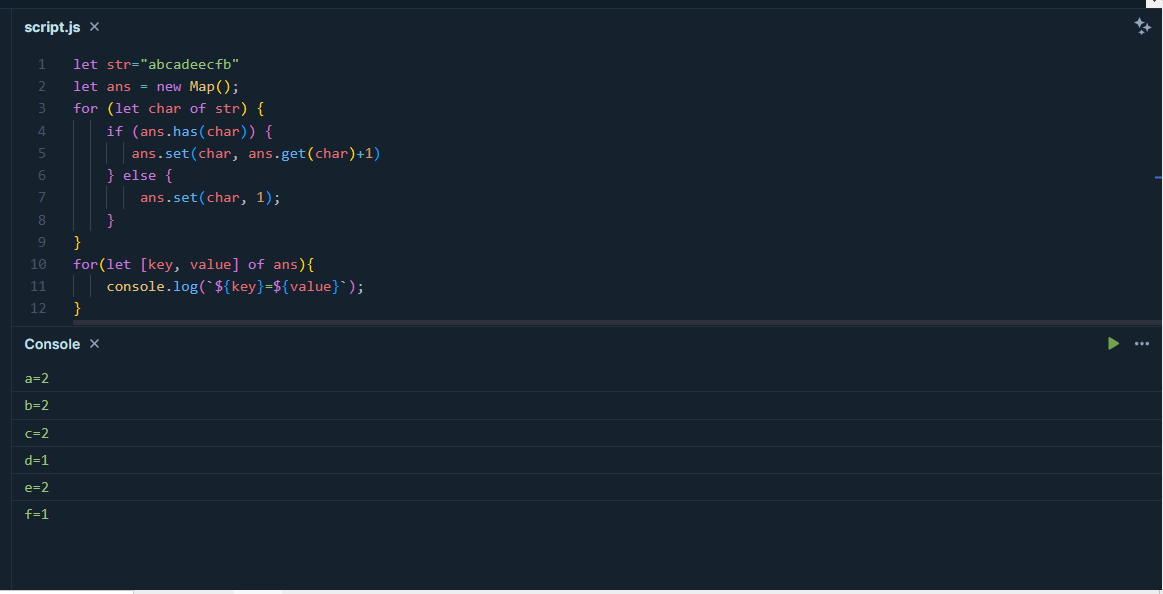 script.js ×
1 let str="abcadeecfb"
2 let ans = new Map();
3 for (let char of str) {
4 if (ans.has(char)) {
5 ans.set(char, ans.get(char)+1)
6 } else {
7 ans.set(char, 1);
8 }
9 }
10 for(let [key, value] of ans){
11 console.log(`${key}=${value}`);
12 }
Console ×
a=2
b=2
c=2
d=1
e=2
f=1